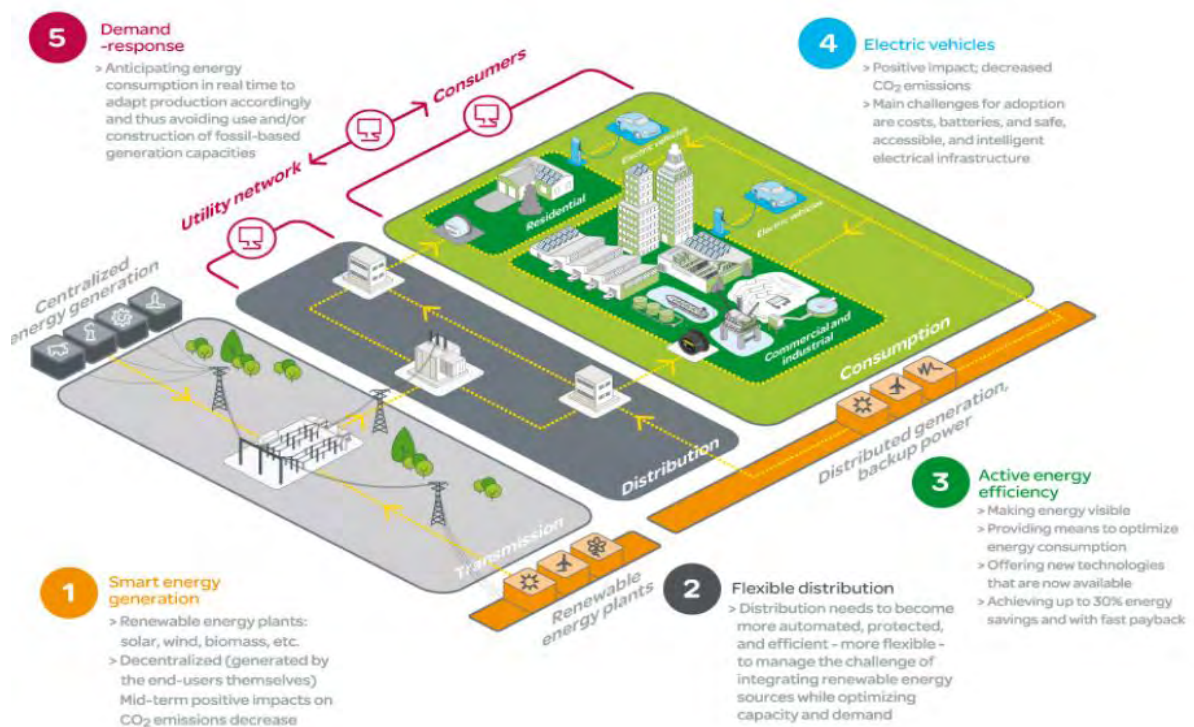 5
Demand
-response
> Anticipating energy
consumption in real time to
adapt production accordingly
and thus avoiding use and/or
construction of fossil-based
generation capacities
4
Electric vehicles
> Positive impact; decreased
CO2 emissions
> Main challenges for adoption
are costs, batteries, and safe,
accessible, and intelligent
electrical infrastructure
Consumers
Utility network
Electric vehicles
Residential
Electric vehicles
Commercial and
industrial
Consumption
Centralized
energy generation
Distribution
Distributed generation,
backup power
Transmission
Renewable
energy plants
3
Active energy
efficiency
> Making energy visible
> Providing means to optimize
energy consumption
> Offering new technologies
that are now available
> Achieving up to 30% energy
savings and with fast payback
1
Smart energy
generation
> Renewable energy plants:
solar, wind, biomass, etc.
> Decentralized (generated by
the end-users themselves)
Mid-term positive impacts on
CO2 emissions decrease
2
Flexible distribution
> Distribution needs to become
more automated, protected,
and efficient - more flexible -
to manage the challenge of
integrating renewable energy
sources while optimizing
capacity and demand